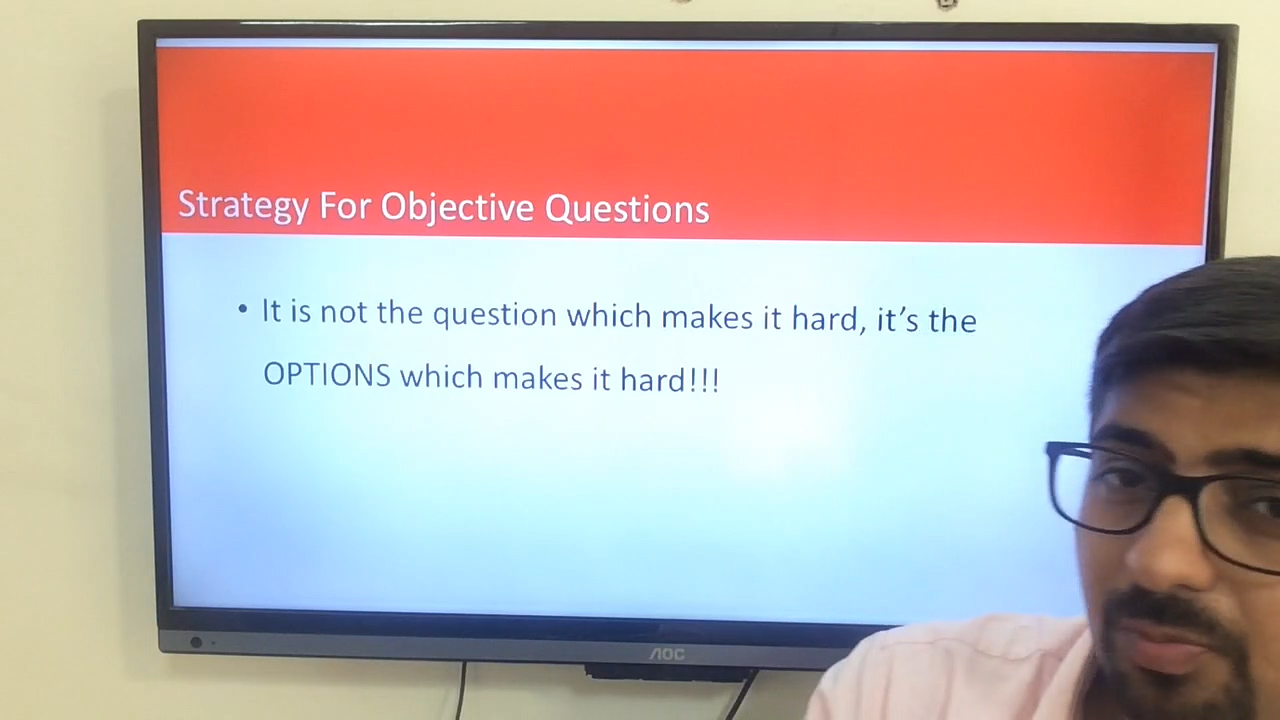 Strategy For Objective Questions
• It is not the question which makes it hard, it’s the
OPTIONS which makes it hard!!!
AOC